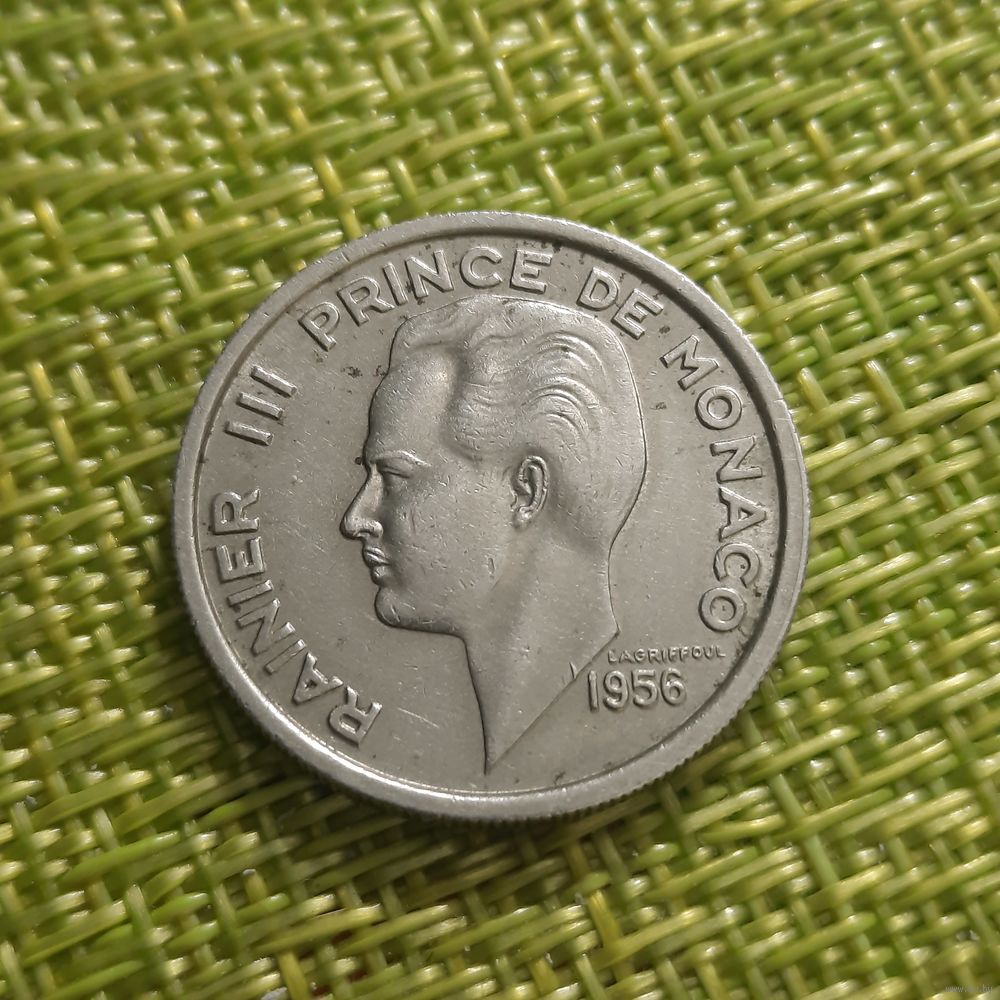 RAINIER III PRINCE DE MONACO
LAGRIFFOUL
1956